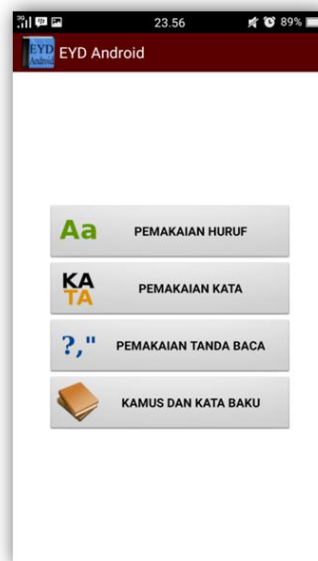 3G 23.56 89%
EYD
Android
EYD Android
Aa PEMAKAIAN HURUF
KA
TA
PEMAKAIAN KATA
?," PEMAKAIAN TANDA BACA
KAMUS DAN KATA BAKU